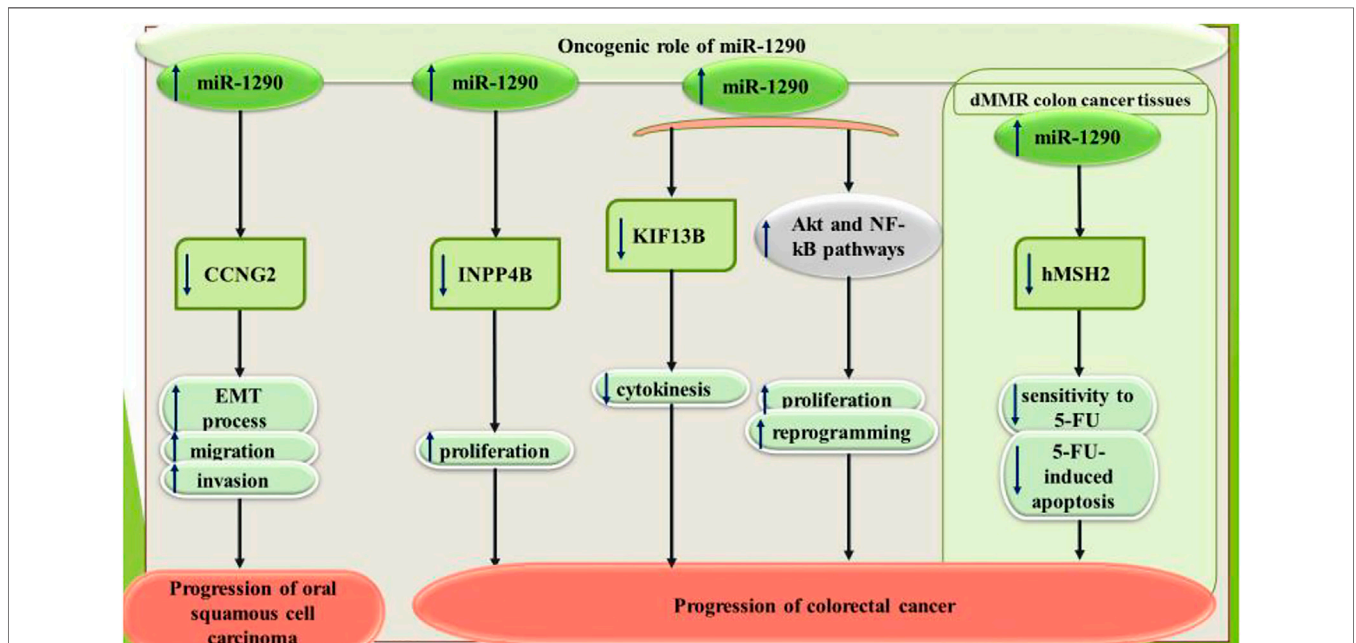 Oncogenic role of miR-1290
miR-1290
miR-1290
miR-1290
dMMR colon cancer tissues
miR-1290
CCNG2
INPP4B
KIF13B
Akt and NF-
kB pathways
hMSH2
EMT
process
migration
invasion
proliferation
cytokinesis
proliferation
reprogramming
sensitivity to
5-FU
5-FU-
induced
apoptosis
Progression of oral
squamous cell
carcinoma
Progression of colorectal cancer